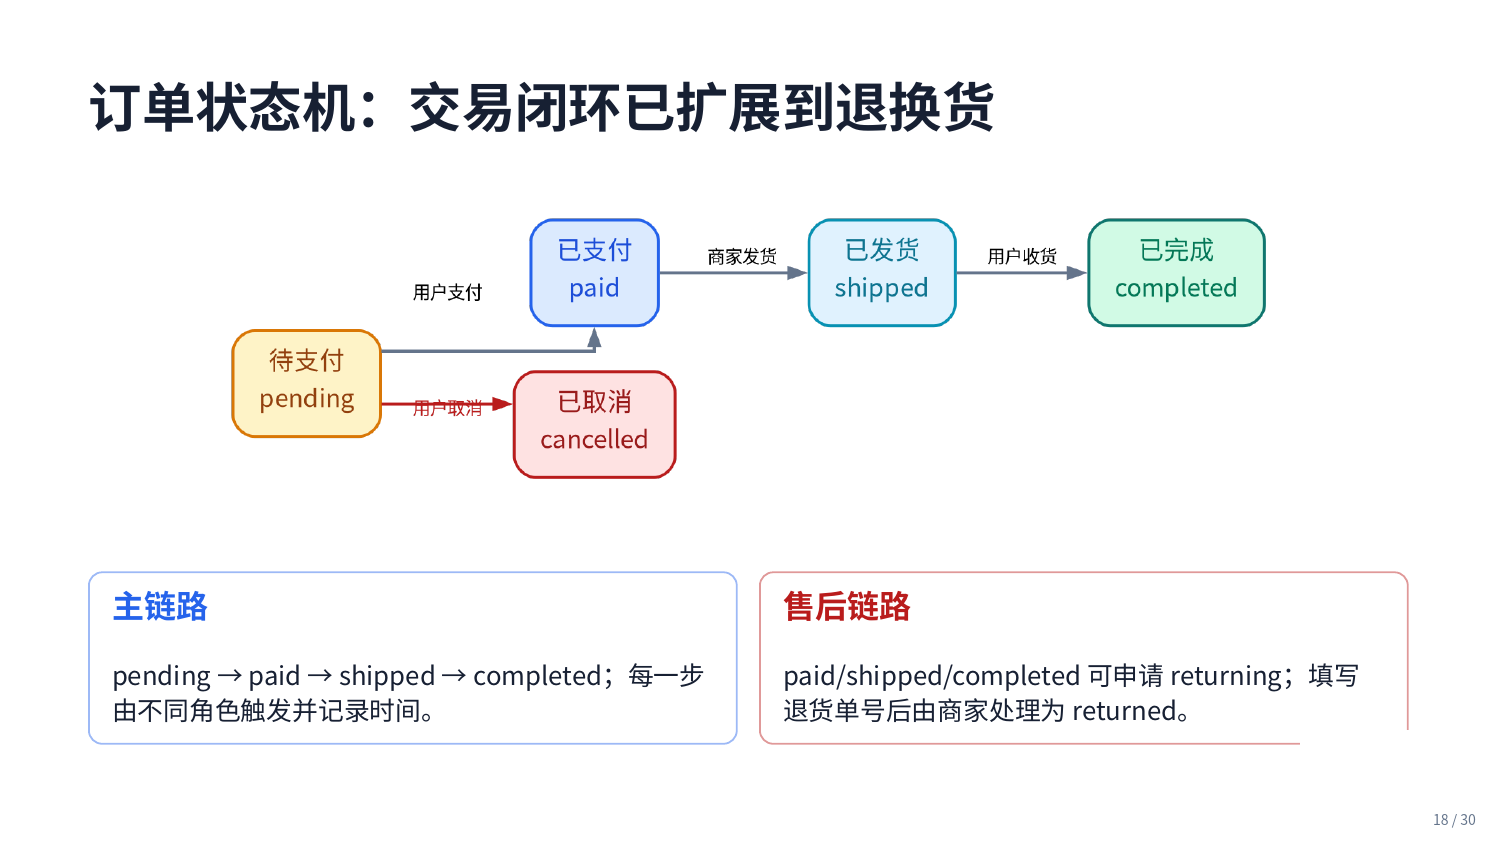 订单状态机：交易闭环已扩展到退换货
已支付
paid
商家发货
已发货
shipped
用户收货
已完成
completed
用户支付
待支付
pending
用户取消
已取消
cancelled
主链路
pending → paid → shipped → completed；每一步
由不同角色触发并记录时间。
售后链路
paid/shipped/completed 可申请 returning；填写
退货单号后由商家处理为 returned。
18 / 30